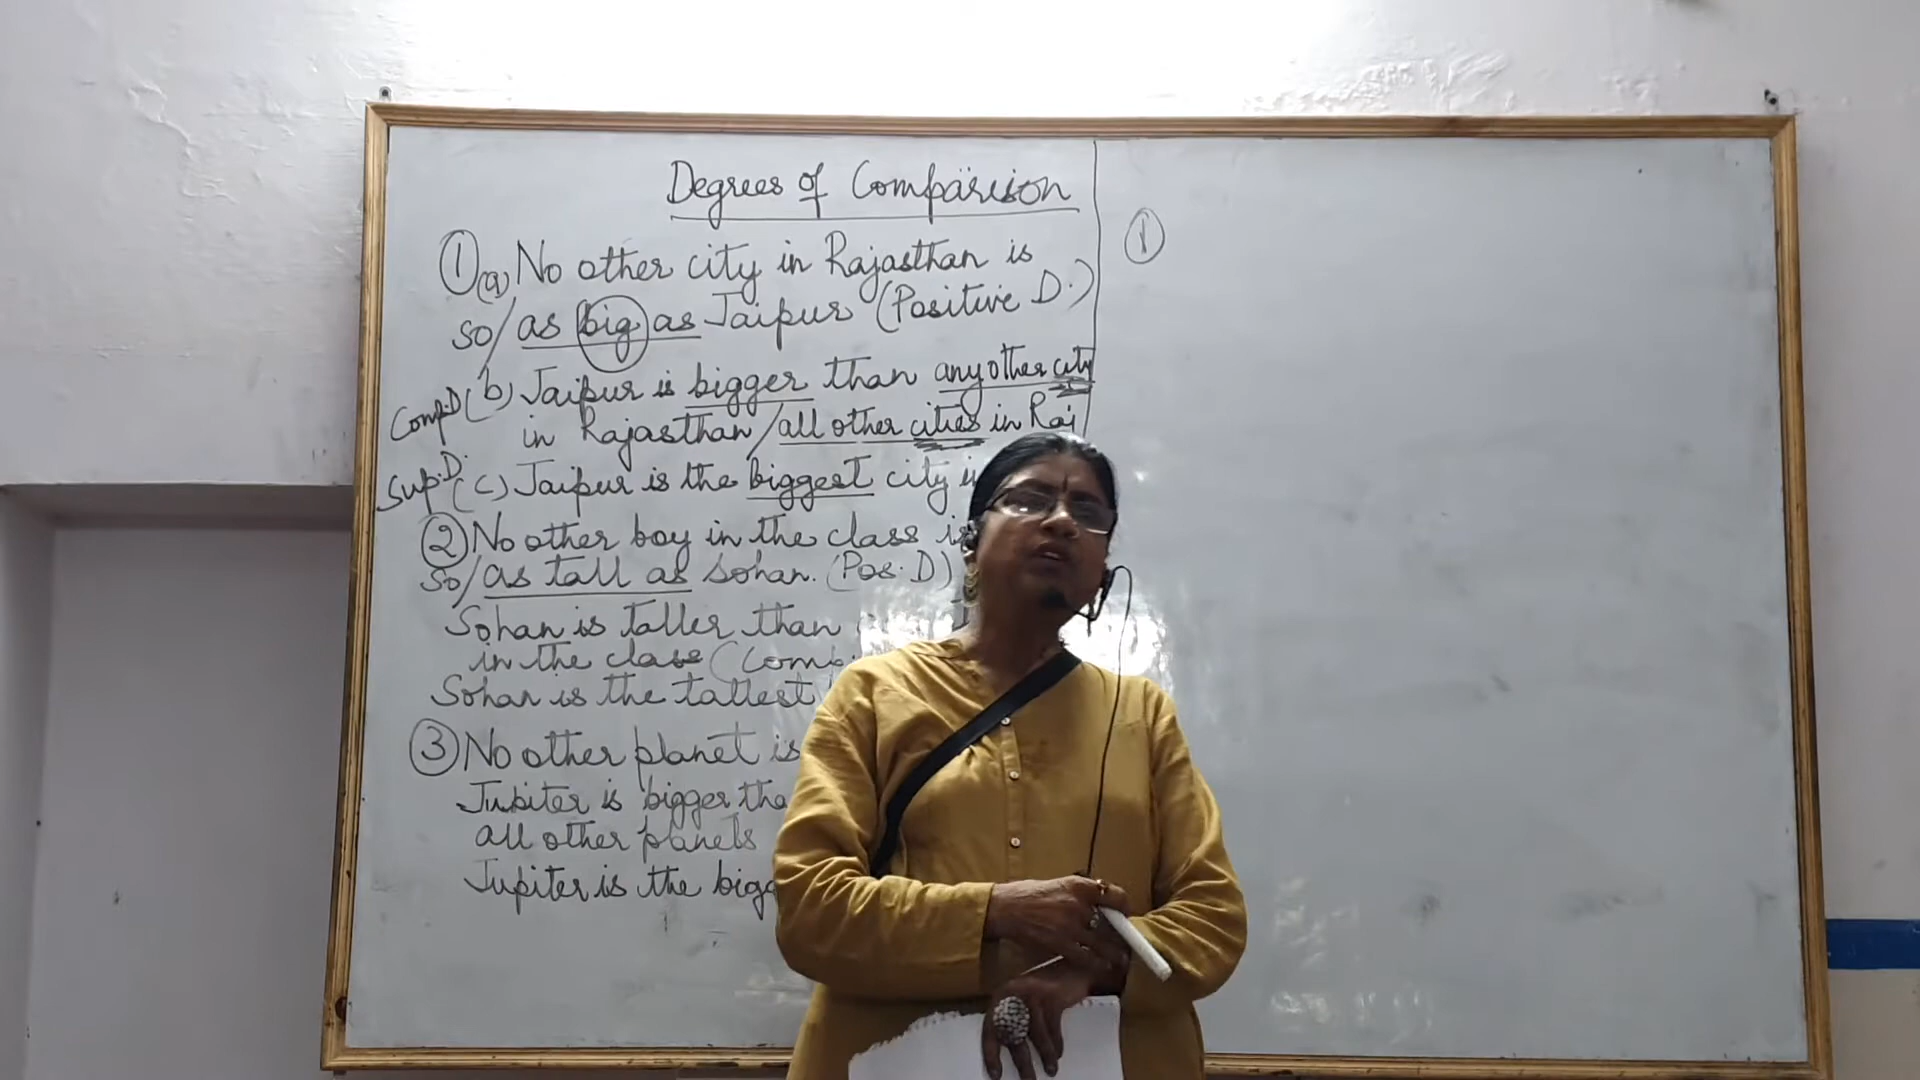 Degrees of Comparison
① (a) No other city in Rajasthan is
so/as big as Jaipur (Positive D.)
Comp.D (b) Jaipur is bigger than any other city
in Rajasthan/all other cities in Raj
Sup.D. (c) Jaipur is the biggest city
② No other boy in the class is
so/as tall as Sohan. (Pos. D)
Sohan is taller than
in the class (Comp
Sohan is the tallest
③ No other planet is
Jupiter is bigger tha
all other planets
Jupiter is the bigg
①